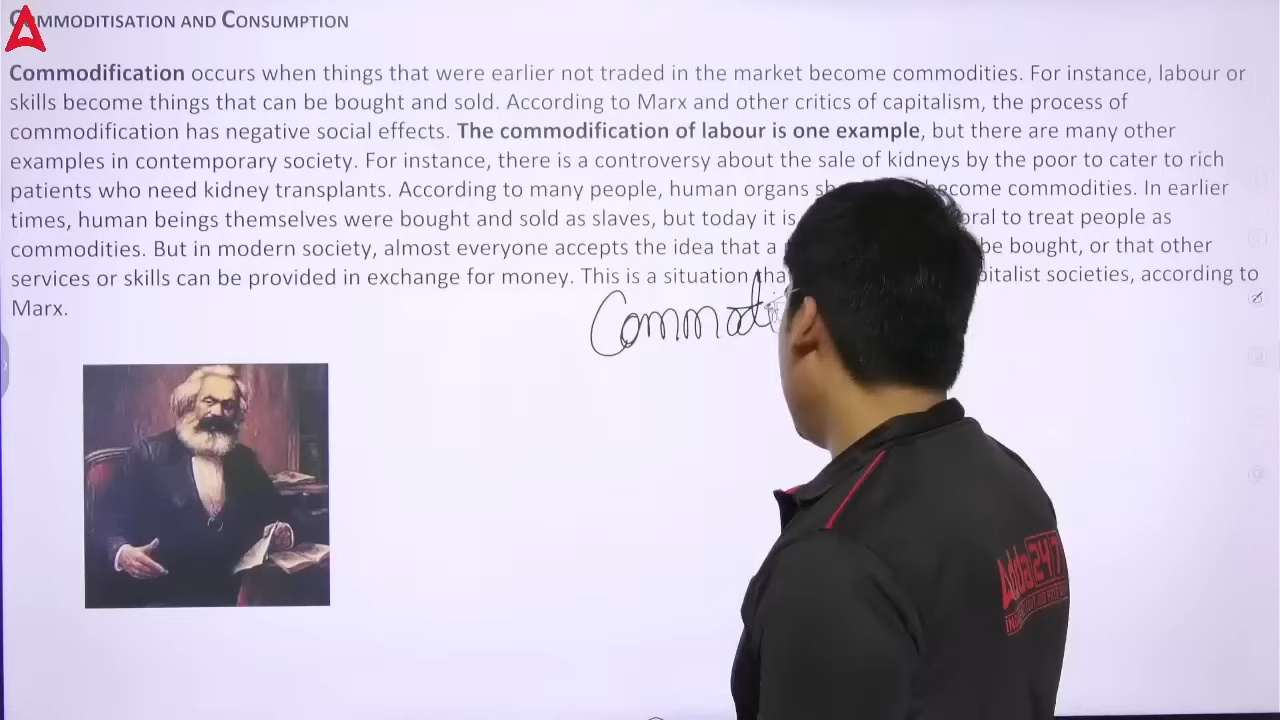 COMMODITISATION AND CONSUMPTION
Commodification occurs when things that were earlier not traded in the market become commodities. For instance, labour or
skills become things that can be bought and sold. According to Marx and other critics of capitalism, the process of
commodification has negative social effects. The commodification of labour is one example, but there are many other
examples in contemporary society. For instance, there is a controversy about the sale of kidneys by the poor to cater to rich
patients who need kidney transplants. According to many people, human organs become commodities. In earlier
times, human beings themselves were bought and sold as slaves, but today it is to treat people as
commodities. But in modern society, almost everyone accepts the idea that a be bought, or that other
services or skills can be provided in exchange for money. This is a situation societies, according to
Marx.
Commodi
Adda 247